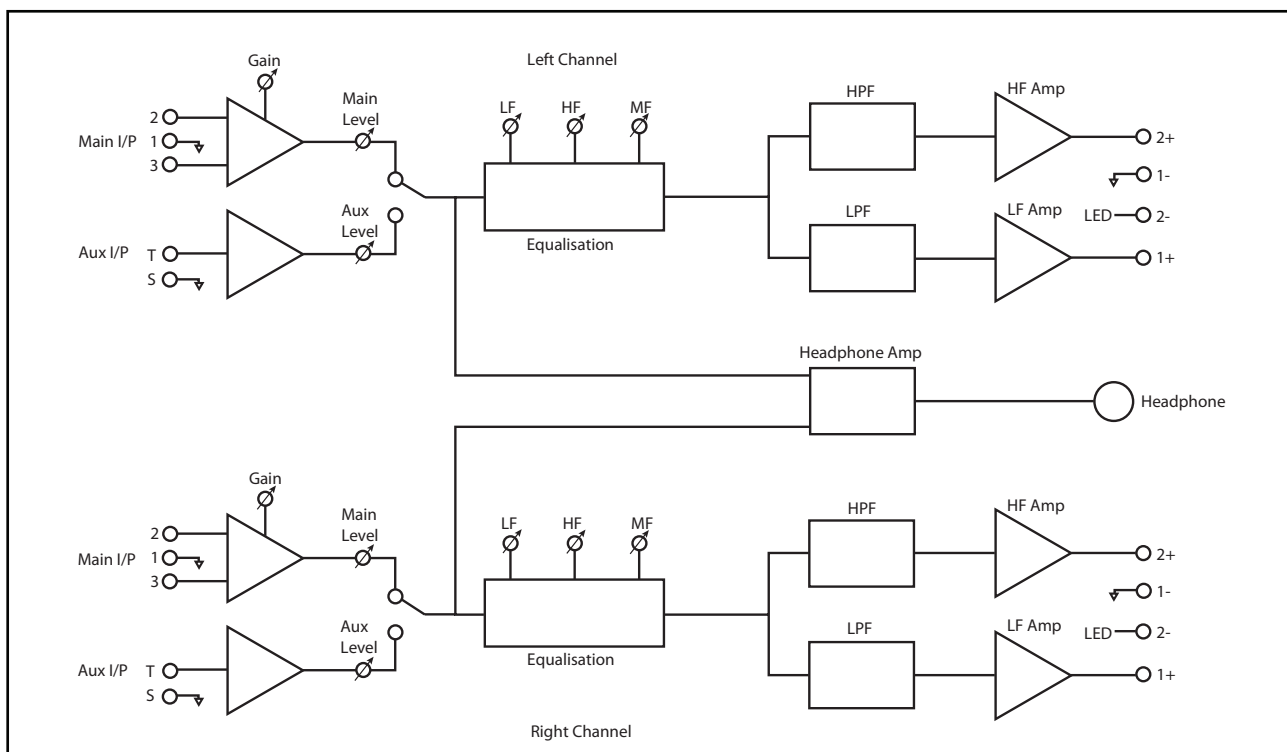 Left Channel
Gain
Main
Level
2
Main I/P 1
3
Aux
Level
Aux I/P T
S
LF HF MF
Equalisation
HPF
LPF
HF Amp
LF Amp
2+
1-
LED 2-
1+
Headphone Amp
Headphone
Gain
Main
Level
2
Main I/P 1
3
Aux
Level
Aux I/P T
S
LF HF MF
Equalisation
HPF
LPF
HF Amp
LF Amp
2+
1-
LED 2-
1+
Right Channel